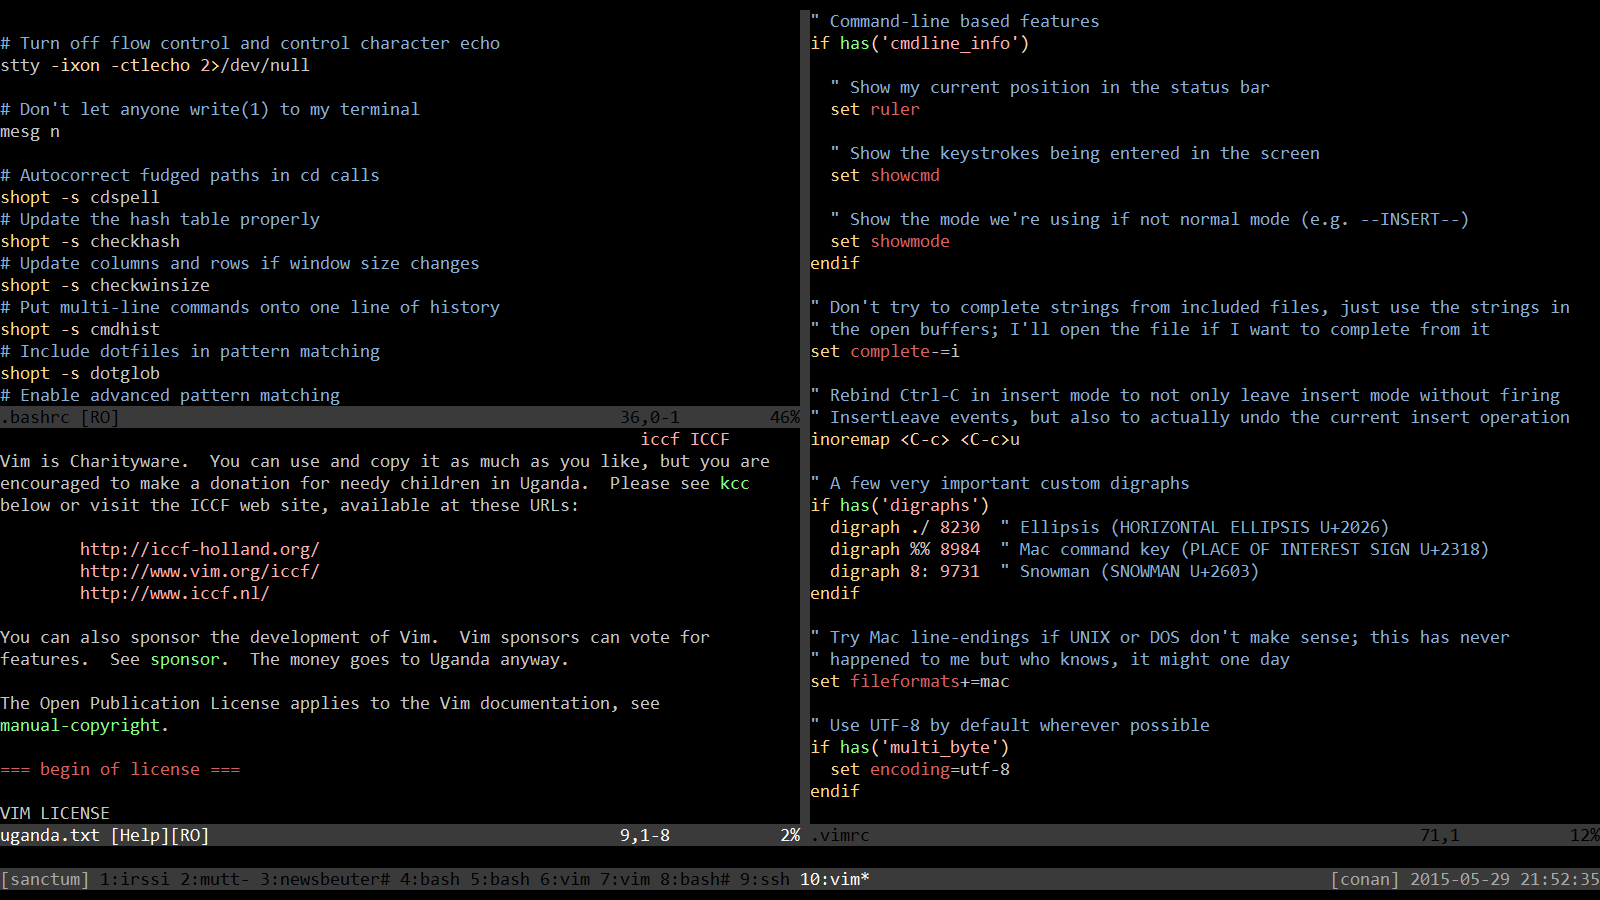 # Turn off flow control and control character echo
stty -ixon -ctlecho 2>/dev/null
# Don't let anyone write(1) to my terminal
mesg n
# Autocorrect fudged paths in cd calls
shopt -s cdspell
# Update the hash table properly
shopt -s checkhash
# Update columns and rows if window size changes
shopt -s checkwinsize
# Put multi-line commands onto one line of history
shopt -s cmdhist
# Include dotfiles in pattern matching
shopt -s dotglob
# Enable advanced pattern matching
.bashrc [RO] 36,0-1 46%
iccf ICCF
Vim is Charityware.  You can use and copy it as much as you like, but you are
encouraged to make a donation for needy children in Uganda.  Please see kcc
below or visit the ICCF web site, available at these URLs:
http://iccf-holland.org/
http://www.vim.org/iccf/
http://www.iccf.nl/
You can also sponsor the development of Vim.  Vim sponsors can vote for
features.  See sponsor.  The money goes to Uganda anyway.
The Open Publication License applies to the Vim documentation, see
manual-copyright.
=== begin of license ===
VIM LICENSE
uganda.txt [Help][RO] 9,1-8 2%
" Command-line based features
if has('cmdline_info')
  " Show my current position in the status bar
  set ruler
  " Show the keystrokes being entered in the screen
  set showcmd
  " Show the mode we're using if not normal mode (e.g. --INSERT--)
  set showmode
endif
" Don't try to complete strings from included files, just use the strings in
" the open buffers; I'll open the file if I want to complete from it
set complete-=i
" Rebind Ctrl-C in insert mode to not only leave insert mode without firing
" InsertLeave events, but also to actually undo the current insert operation
inoremap <C-c> <C-c>u
" A few very important custom digraphs
if has('digraphs')
  digraph ./ 8230  " Ellipsis (HORIZONTAL ELLIPSIS U+2026)
  digraph %% 8984  " Mac command key (PLACE OF INTEREST SIGN U+2318)
  digraph 8: 9731  " Snowman (SNOWMAN U+2603)
endif
" Try Mac line-endings if UNIX or DOS don't make sense; this has never
" happened to me but who knows, it might one day
set fileformats+=mac
" Use UTF-8 by default wherever possible
if has('multi_byte')
  set encoding=utf-8
endif
.vimrc 71,1 12%
[sanctum] 1:irssi 2:mutt- 3:newsbeuter# 4:bash 5:bash 6:vim 7:vim 8:bash# 9:ssh 10:vim* [conan] 2015-05-29 21:52:35